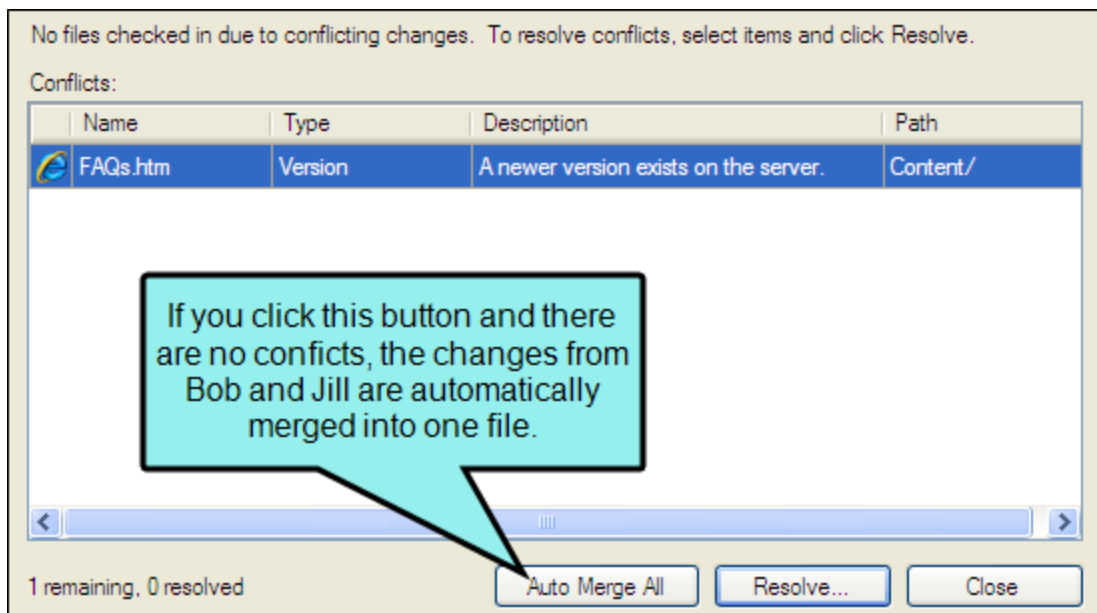 No files checked in due to conflicting changes.  To resolve conflicts, select items and click Resolve.
Conflicts:
Name Type Description Path
FAQs.htm Version A newer version exists on the server. Content/
If you click this button and there
are no conficts, the changes from
Bob and Jill are automatically
merged into one file.
1 remaining, 0 resolved Auto Merge All Resolve... Close